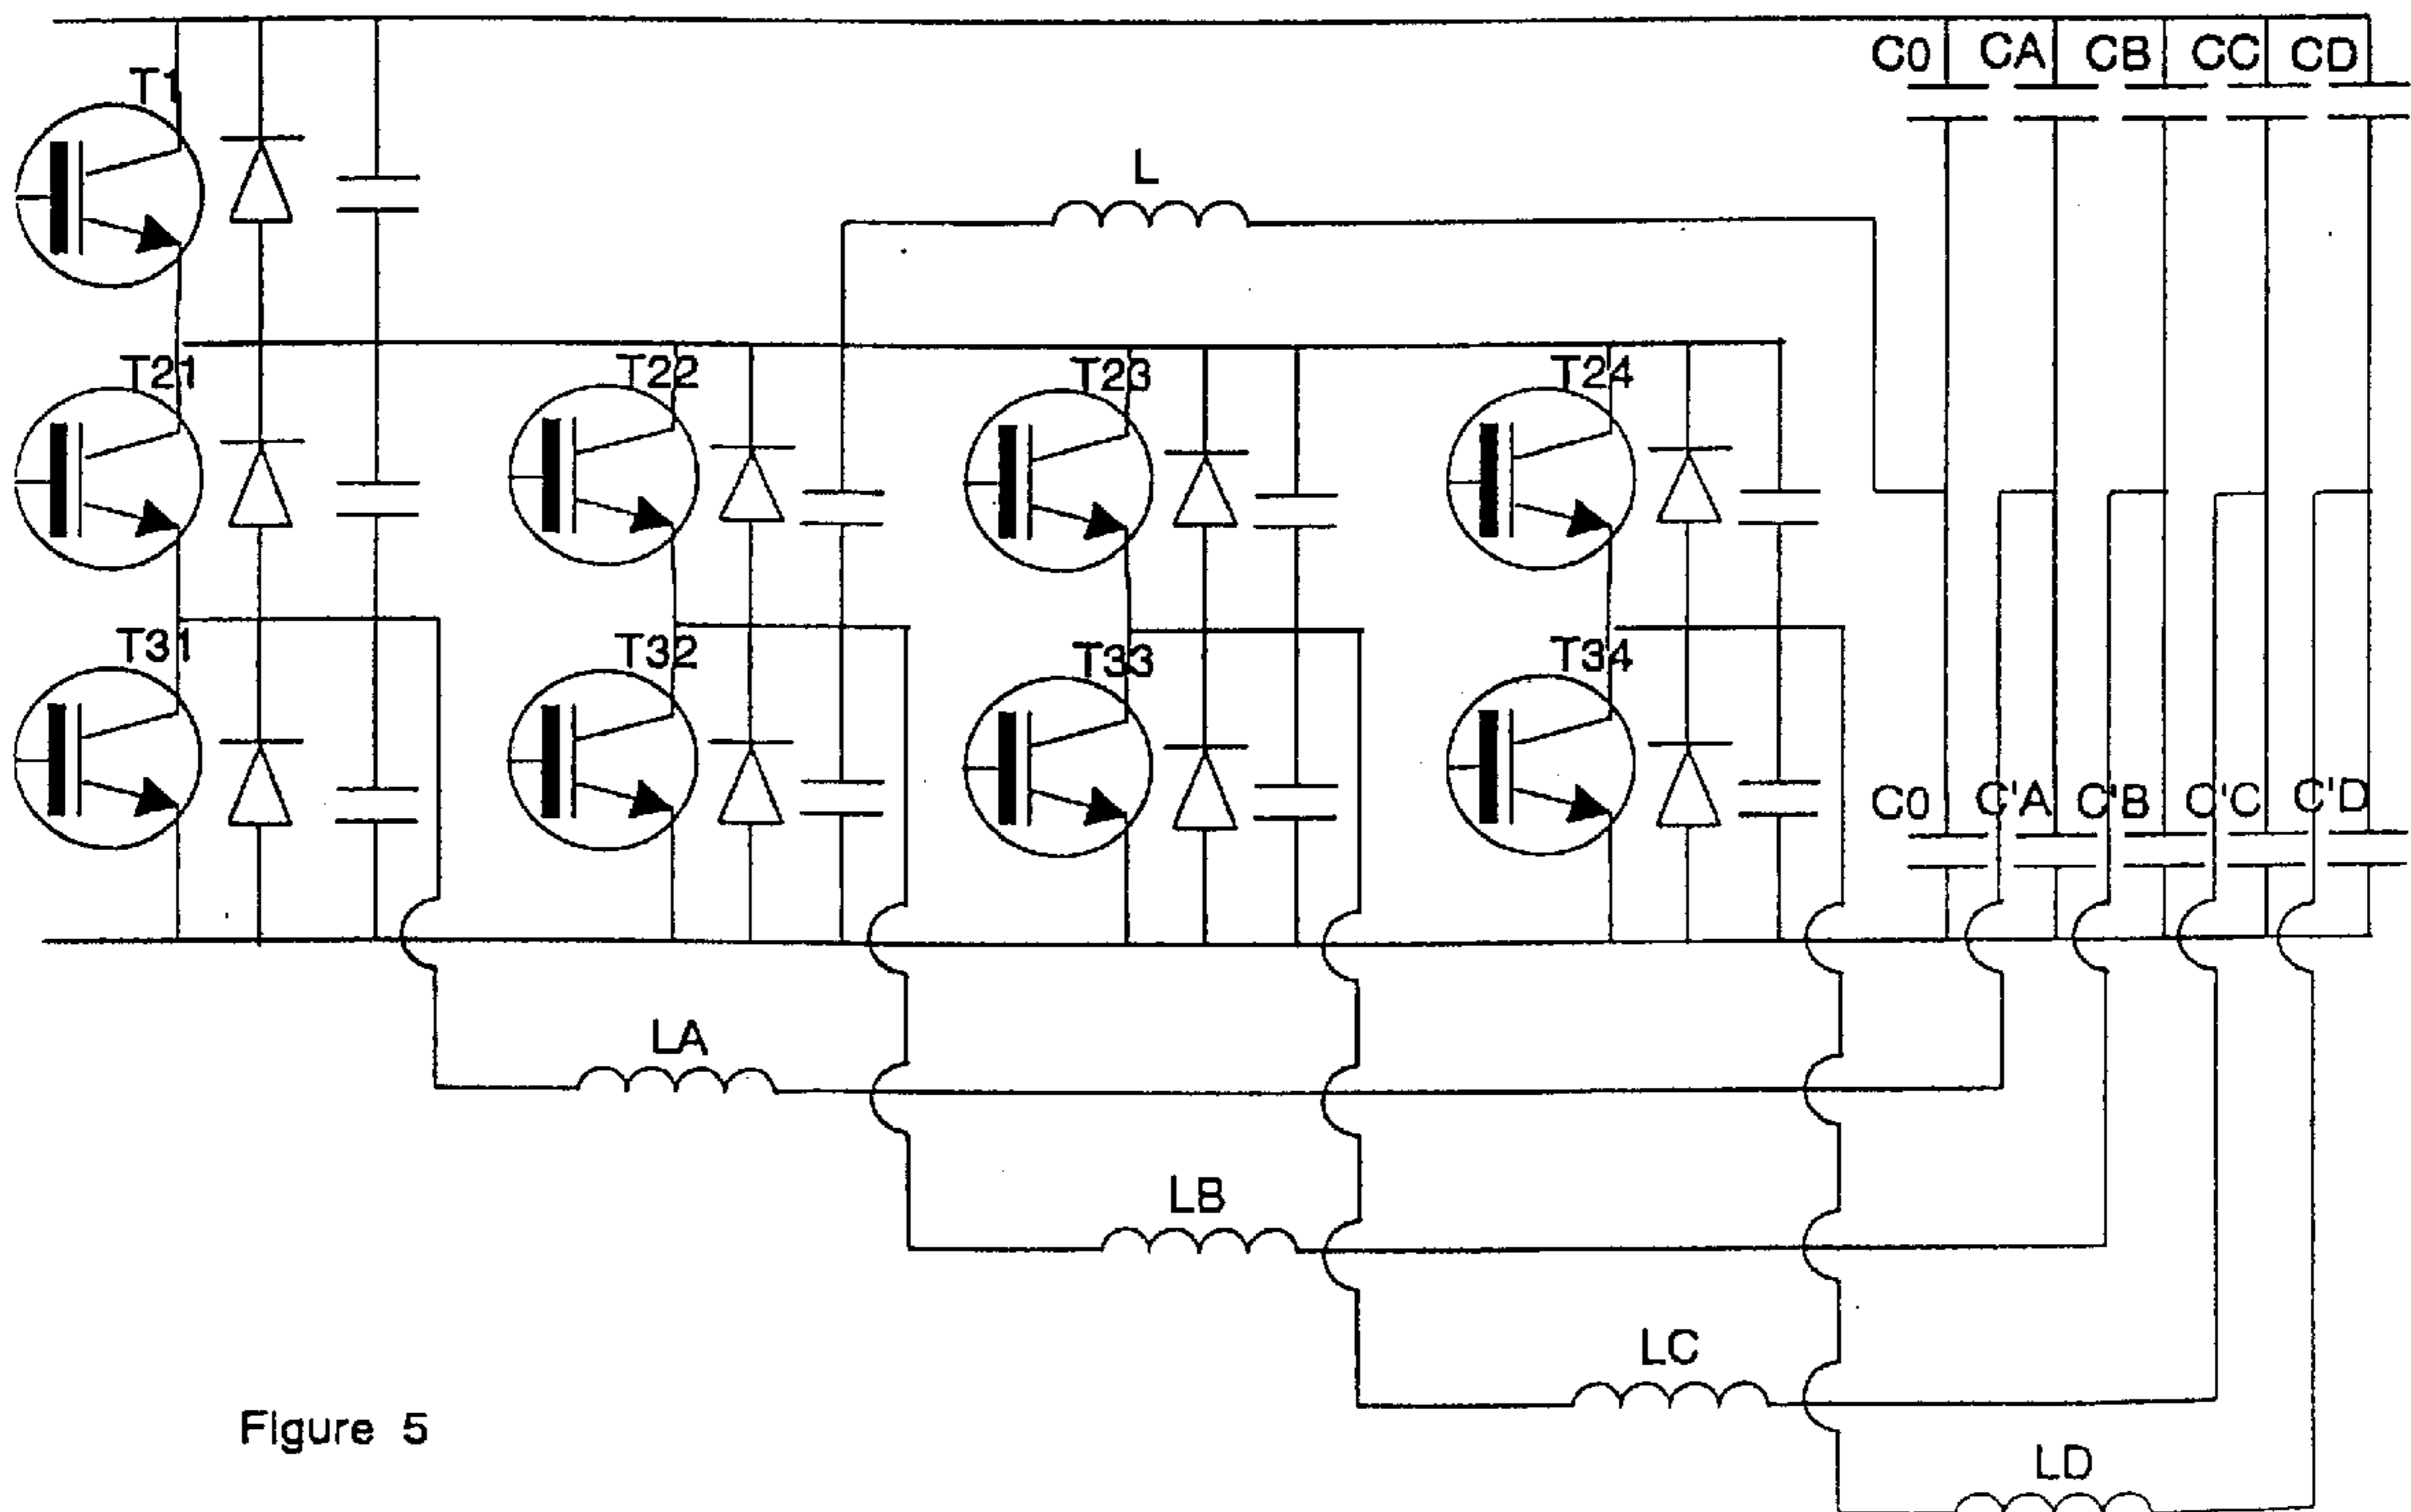 C0 CA CB CC CD
T1
L
T21 T22 T23 T24
T31 T32 T33 T34
C0 C'A C'B C'C C'D
LA
LB
LC
Figure 5
LD